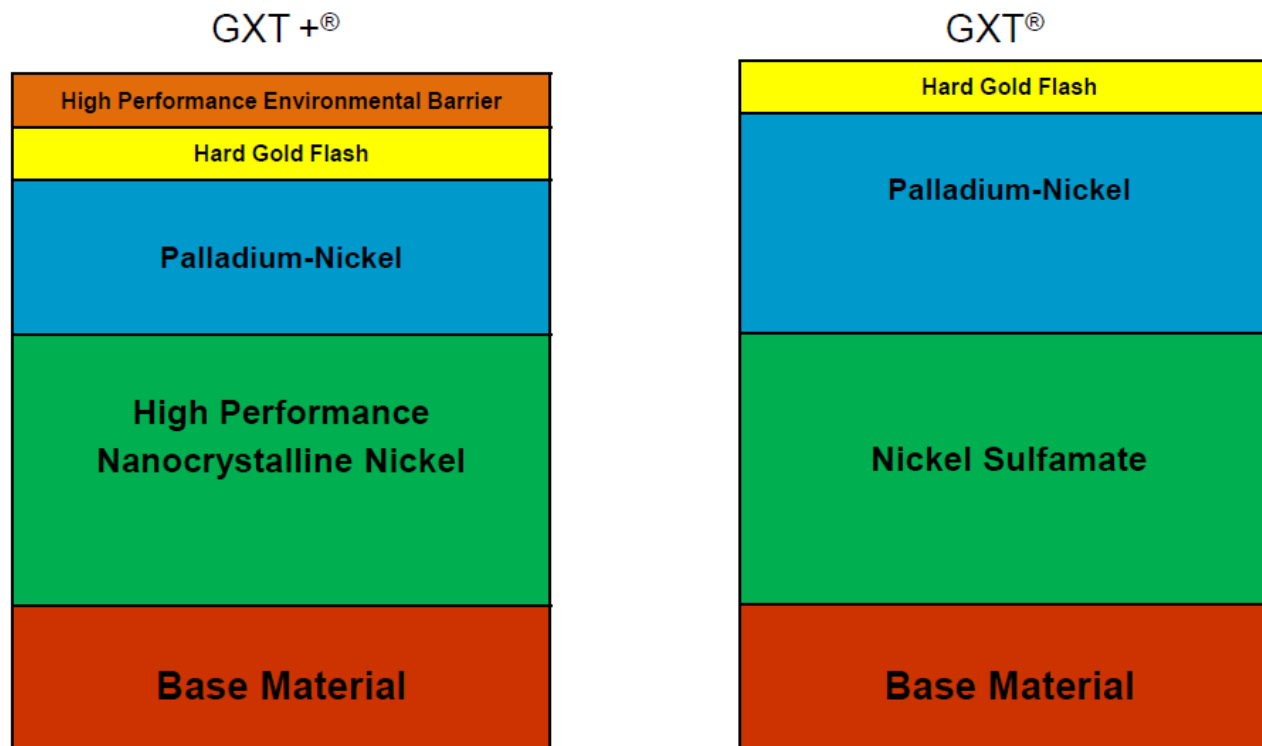 GXT +®
High Performance Environmental Barrier
Hard Gold Flash
Palladium-Nickel
High Performance
Nanocrystalline Nickel
Base Material
GXT®
Hard Gold Flash
Palladium-Nickel
Nickel Sulfamate
Base Material